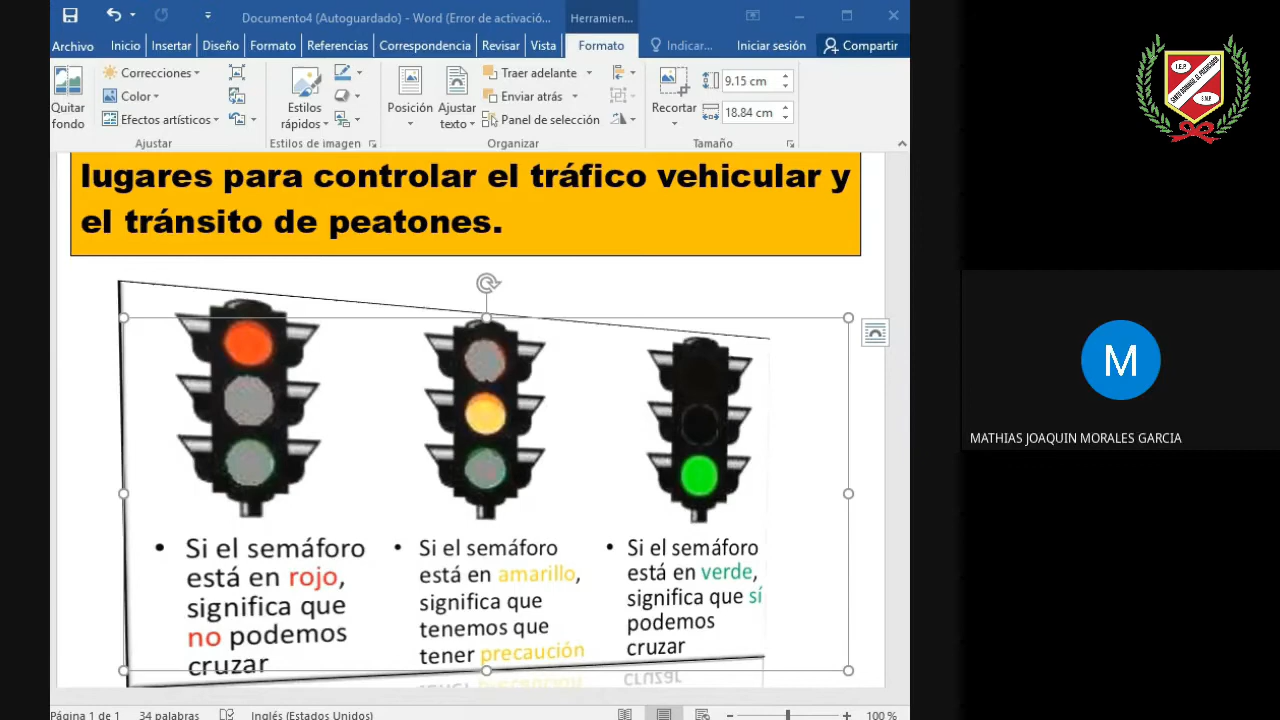 Documento4 (Autoguardado) - Word (Error de activació...
Herramien...
Archivo Inicio Insertar Diseño Formato Referencias Correspondencia Revisar Vista Formato Indicar... Iniciar sesión Compartir
Quitar fondo
Correcciones
Color
Efectos artísticos
Ajustar
Estilos rápidos
Estilos de imagen
Posición
Ajustar texto
Traer adelante
Enviar atrás
Panel de selección
Organizar
Recortar
9.15 cm
18.84 cm
Tamaño
lugares para controlar el tráfico vehicular y
el tránsito de peatones.
• Si el semáforo
está en rojo,
significa que
no podemos
cruzar
• Si el semáforo
está en amarillo,
significa que
tenemos que
tener precaución
• Si el semáforo
está en verde,
significa que sí
podemos
cruzar
Página 1 de 1 34 palabras Inglés (Estados Unidos) 100 %
I.E.P.
S.M.P.
M
MATHIAS JOAQUIN MORALES GARCIA